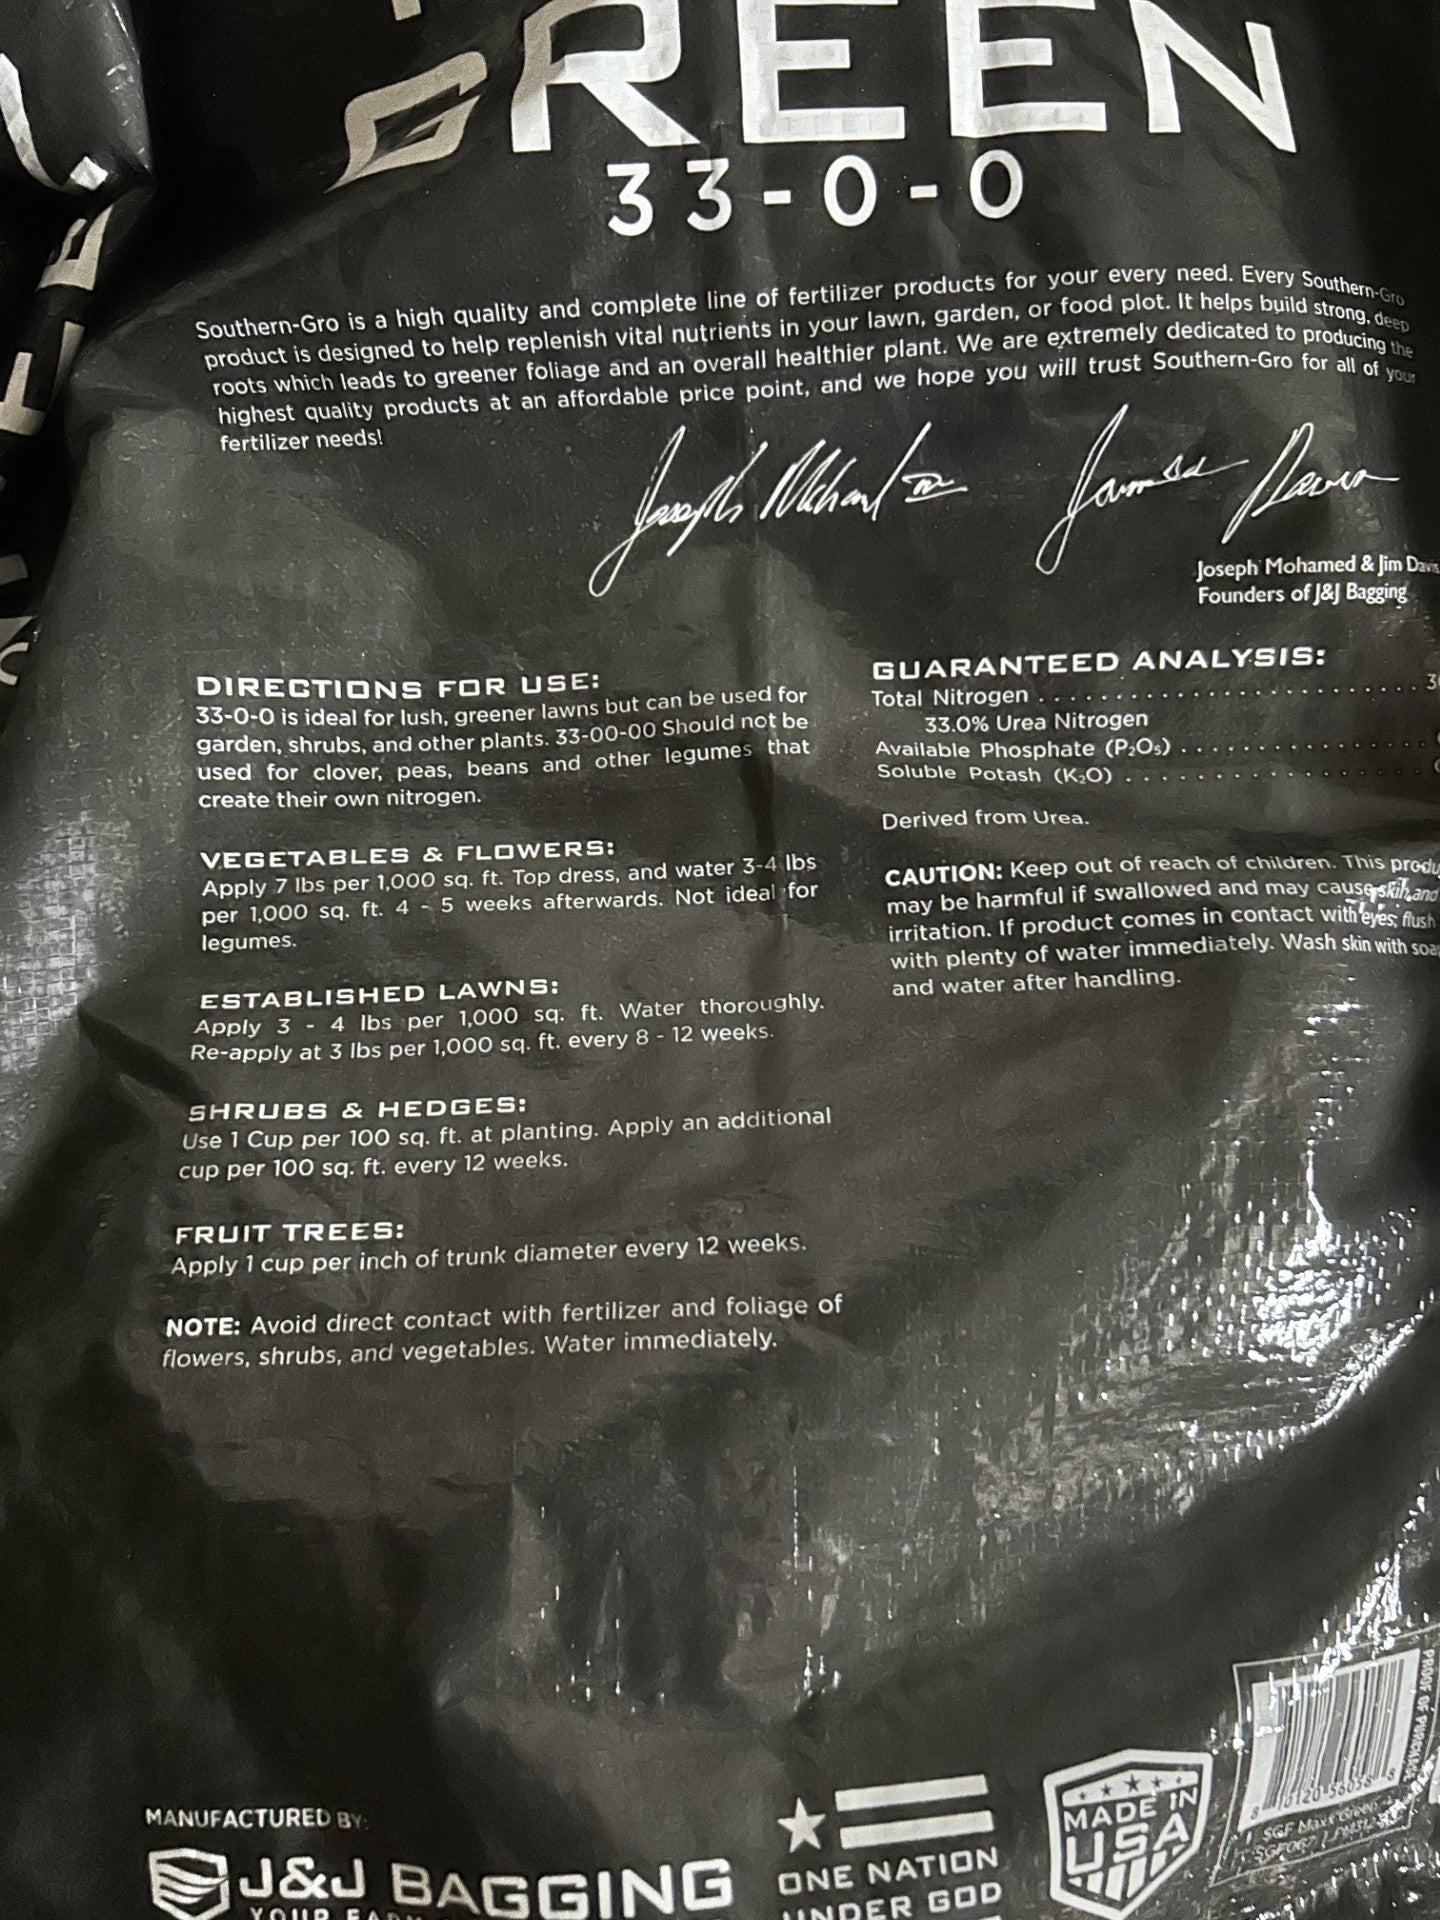 GREEN
33-0-0
Southern-Gro is a high quality and complete line of fertilizer products for your every need. Every Southern-Gro
product is designed to help replenish vital nutrients in your lawn, garden, or food plot. It helps build strong, deep
roots which leads to greener foliage and an overall healthier plant. We are extremely dedicated to producing the
highest quality products at an affordable price point, and we hope you will trust Southern-Gro for all of your
fertilizer needs!
Joseph Mohamed & Jim Davis
Founders of J&J Bagging
DIRECTIONS FOR USE:
33-0-0 is ideal for lush, greener lawns but can be used for
garden, shrubs, and other plants. 33-00-00 Should not be
used for clover, peas, beans and other legumes that
create their own nitrogen.
VEGETABLES & FLOWERS:
Apply 7 lbs per 1,000 sq. ft. Top dress, and water 3-4 lbs
per 1,000 sq. ft. 4 - 5 weeks afterwards. Not ideal for
legumes.
ESTABLISHED LAWNS:
Apply 3 - 4 lbs per 1,000 sq. ft. Water thoroughly.
Re-apply at 3 lbs per 1,000 sq. ft. every 8 - 12 weeks.
SHRUBS & HEDGES:
Use 1 Cup per 100 sq. ft. at planting. Apply an additional
cup per 100 sq. ft. every 12 weeks.
FRUIT TREES:
Apply 1 cup per inch of trunk diameter every 12 weeks.
NOTE: Avoid direct contact with fertilizer and foliage of
flowers, shrubs, and vegetables. Water immediately.
GUARANTEED ANALYSIS:
Total Nitrogen
33.0% Urea Nitrogen
Available Phosphate (P₂O₅)
Soluble Potash (K₂O)
Derived from Urea.
CAUTION: Keep out of reach of children. This
may be harmful if swallowed and may cause skin and
irritation. If product comes in contact with eyes; flush
with plenty of water immediately. Wash skin with
and water after handling.
MANUFACTURED BY:
J&J BAGGING
ONE NATION
UNDER GOD
MADE IN
USA
PROOF OF PURCHASE
SGF Maxx Green